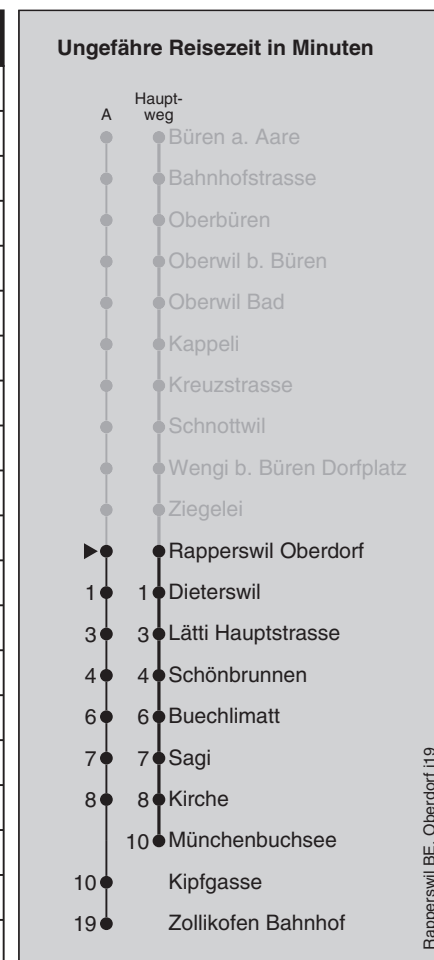 Ungefähre Reisezeit in Minuten
A
Haupt-
weg
Büren a. Aare
Bahnhofstrasse
Oberbüren
Oberwil b. Büren
Oberwil Bad
Kappeli
Kreuzstrasse
Schnottwil
Wengi b. Büren Dorfplatz
Ziegelei
Rapperswil Oberdorf
1 1 Dieterswil
3 3 Lätti Hauptstrasse
4 4 Schönbrunnen
6 6 Buechlimatt
7 7 Sagi
8 8 Kirche
10 Münchenbuchsee
10 Kipfgasse
19 Zollikofen Bahnhof
Rapperswil BE, Oberdorf j19